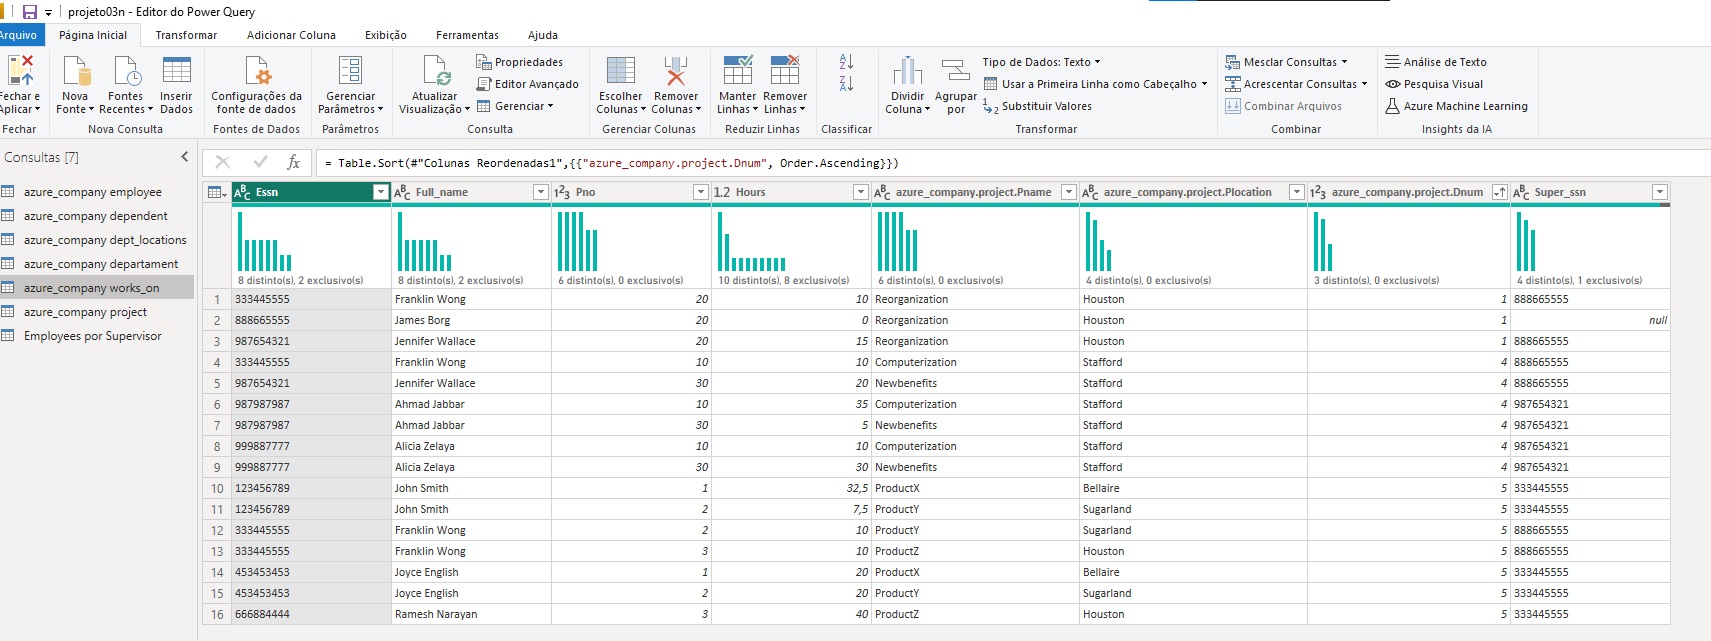 projeto03n - Editor do Power Query
Arquivo Página Inicial Transformar Adicionar Coluna Exibição Ferramentas Ajuda
Fechar e Aplicar
Nova Fonte
Fontes Recentes
Inserir Dados
Configurações da fonte de dados
Gerenciar Parâmetros
Atualizar Visualização
Propriedades
Editor Avançado
Gerenciar
Escolher Colunas
Remover Colunas
Manter Linhas
Remover Linhas
Dividir Coluna
Agrupar por
Tipo de Dados: Texto
Usar a Primeira Linha como Cabeçalho
Substituir Valores
Mesclar Consultas
Acrescentar Consultas
Combinar Arquivos
Análise de Texto
Pesquisa Visual
Azure Machine Learning
Fechar Nova Consulta Fontes de Dados Parâmetros Consulta Gerenciar Colunas Reduzir Linhas Classificar Transformar Combinar Insights da IA
Consultas [7]
azure_company employee
azure_company dependent
azure_company dept_locations
azure_company departament
azure_company works_on
azure_company project
Employees por Supervisor
fx = Table.Sort(#"Colunas Reordenadas1",{{"azure_company.project.Dnum", Order.Ascending}})
ABC Essn ABC Full_name 123 Pno 1.2 Hours ABC azure_company.project.Pname ABC azure_company.project.Plocation 123 azure_company.project.Dnum ABC Super_ssn
8 distinto(s), 2 exclusivo(s) 8 distinto(s), 2 exclusivo(s) 6 distinto(s), 0 exclusivo(s) 10 distinto(s), 8 exclusivo(s) 6 distinto(s), 0 exclusivo(s) 4 distinto(s), 0 exclusivo(s) 3 distinto(s), 0 exclusivo(s) 4 distinto(s), 1 exclusivo(s)
1 333445555 Franklin Wong 20 10 Reorganization Houston 1 888665555
2 888665555 James Borg 20 0 Reorganization Houston 1 null
3 987654321 Jennifer Wallace 20 15 Reorganization Houston 1 888665555
4 333445555 Franklin Wong 10 10 Computerization Stafford 4 888665555
5 987654321 Jennifer Wallace 30 20 Newbenefits Stafford 4 888665555
6 987987987 Ahmad Jabbar 10 35 Computerization Stafford 4 987654321
7 987987987 Ahmad Jabbar 30 5 Newbenefits Stafford 4 987654321
8 999887777 Alicia Zelaya 10 10 Computerization Stafford 4 987654321
9 999887777 Alicia Zelaya 30 30 Newbenefits Stafford 4 987654321
10 123456789 John Smith 1 32,5 ProductX Bellaire 5 333445555
11 123456789 John Smith 2 7,5 ProductY Sugarland 5 333445555
12 333445555 Franklin Wong 2 10 ProductY Sugarland 5 888665555
13 333445555 Franklin Wong 3 10 ProductZ Houston 5 888665555
14 453453453 Joyce English 1 20 ProductX Bellaire 5 333445555
15 453453453 Joyce English 2 20 ProductY Sugarland 5 333445555
16 666884444 Ramesh Narayan 3 40 ProductZ Houston 5 333445555